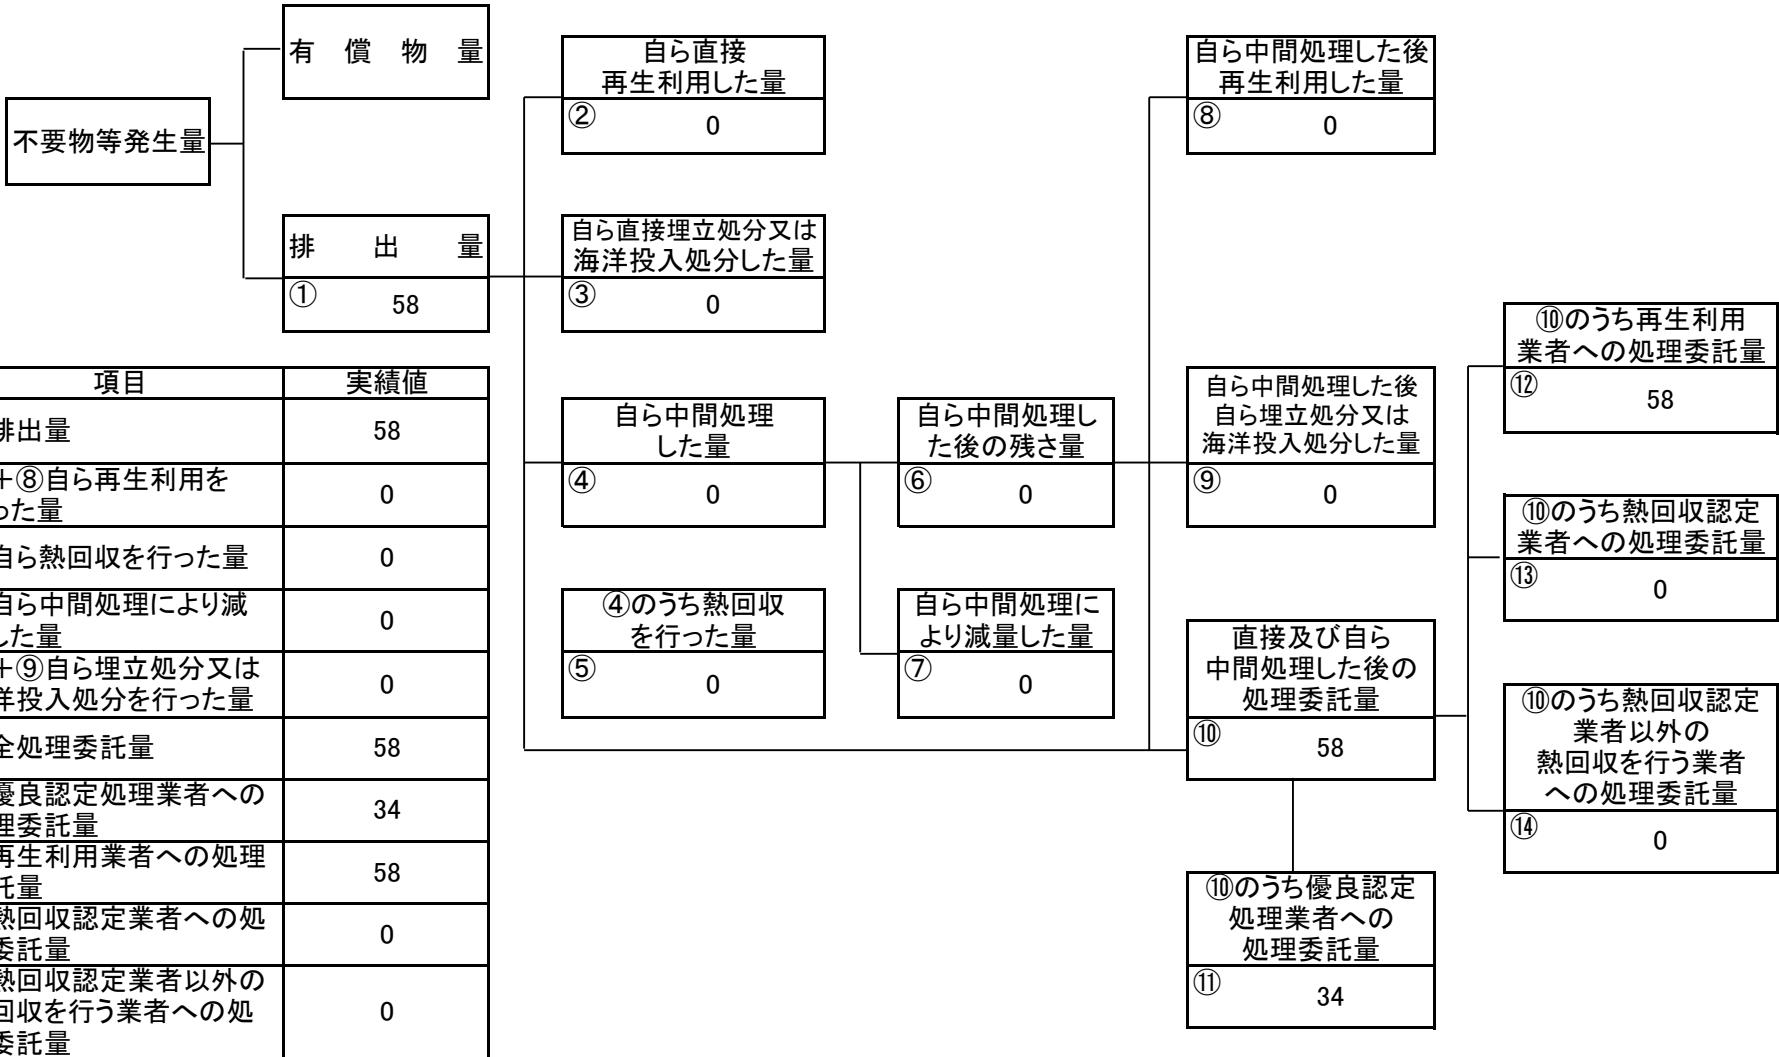 不要物等発生量
有償物量
排出量
①
58
自ら直接
再生利用した量
②
0
自ら直接埋立処分又は
海洋投入処分した量
③
0
自ら中間処理
した量
④
0
④のうち熱回収
を行った量
⑤
0
自ら中間処理し
た後の残さ量
⑥
0
自ら中間処理に
より減量した量
⑦
0
自ら中間処理した後
再生利用した量
⑧
0
自ら中間処理した後
自ら埋立処分又は
海洋投入処分した量
⑨
0
直接及び自ら
中間処理した後の
処理委託量
⑩
58
⑩のうち優良認定
処理業者への
処理委託量
⑪
34
⑩のうち再生利用
業者への処理委託量
⑫
58
⑩のうち熱回収認定
業者への処理委託量
⑬
0
⑩のうち熱回収認定
業者以外の
熱回収を行う業者
への処理委託量
⑭
0
項目 実績値
排出量 58
+⑧自ら再生利用を
った量
0
自ら熱回収を行った量 0
自ら中間処理により減
した量
0
+⑨自ら埋立処分又は
洋投入処分を行った量
0
全処理委託量 58
優良認定処理業者への
理委託量
34
再生利用業者への処理
託量
58
熱回収認定業者への処
委託量
0
熱回収認定業者以外の
回収を行う業者への処
委託量
0